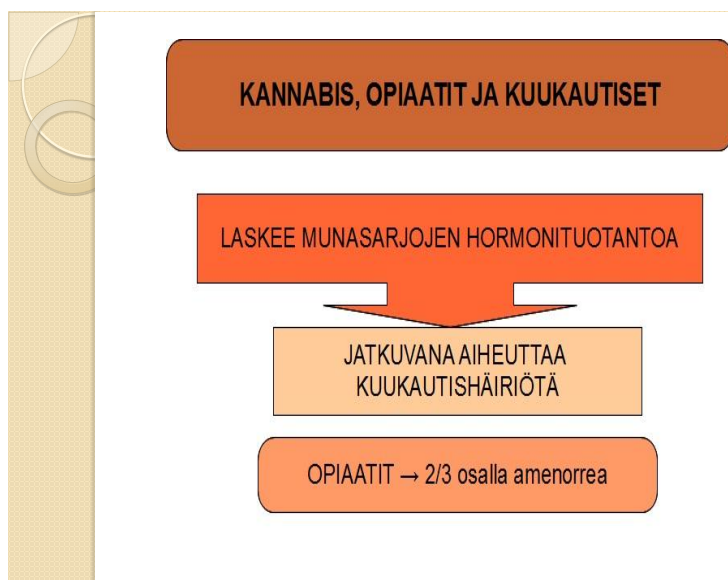 KANNABIS, OPIAATIT JA KUUKAUTISET
LASKEE MUNASARJOJEN HORMONITUOTANTOA
JATKUVANA AIHEUTTAA
KUUKAUTISHÄIRIÖTÄ
OPIAATIT → 2/3 osalla amenorrea